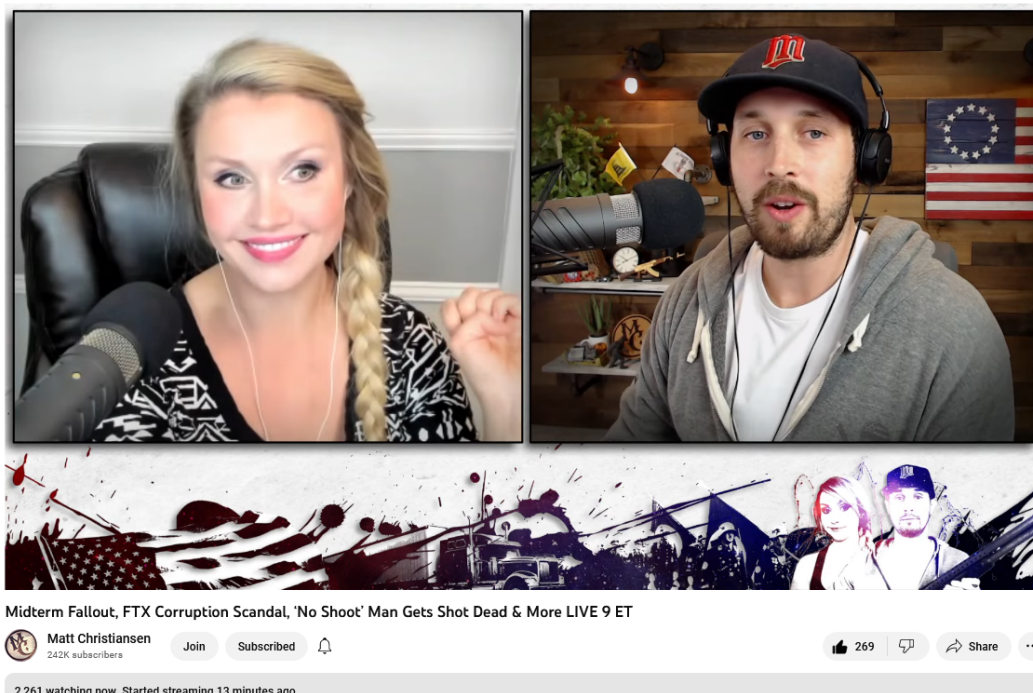 Midterm Fallout, FTX Corruption Scandal, 'No Shoot' Man Gets Shot Dead & More LIVE 9 ET
Matt Christiansen
242K subscribers
Join
Subscribed
269
Share
2,261 watching now Started streaming 13 minutes ago